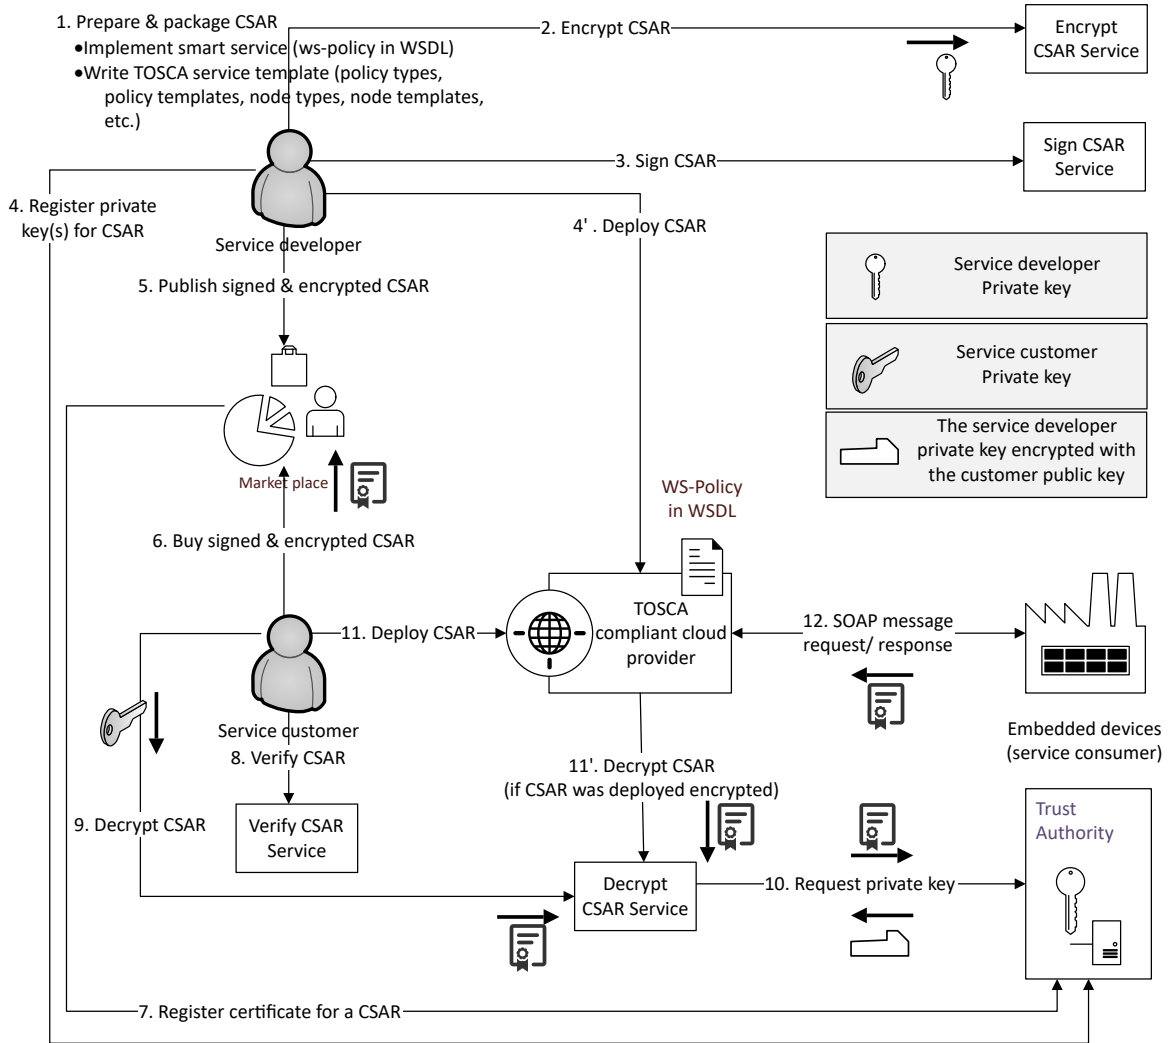 1. Prepare & package CSAR
•Implement smart service (ws-policy in WSDL)
•Write TOSCA service template (policy types,
policy templates, node types, node templates,
etc.)
2. Encrypt CSAR
Encrypt
CSAR Service
3. Sign CSAR
Sign CSAR
Service
4. Register private
key(s) for CSAR
Service developer
4' . Deploy CSAR
5. Publish signed & encrypted CSAR
Service developer
Private key
Service customer
Private key
The service developer
private key encrypted with
the customer public key
Market place
WS-Policy
in WSDL
6. Buy signed & encrypted CSAR
11. Deploy CSAR
TOSCA
compliant cloud
provider
12. SOAP message
request/ response
Service customer
8. Verify CSAR
Embedded devices
(service consumer)
11'. Decrypt CSAR
(if CSAR was deployed encrypted)
9. Decrypt CSAR
Verify CSAR
Service
Trust
Authority
Decrypt
CSAR Service
10. Request private key
7. Register certificate for a CSAR